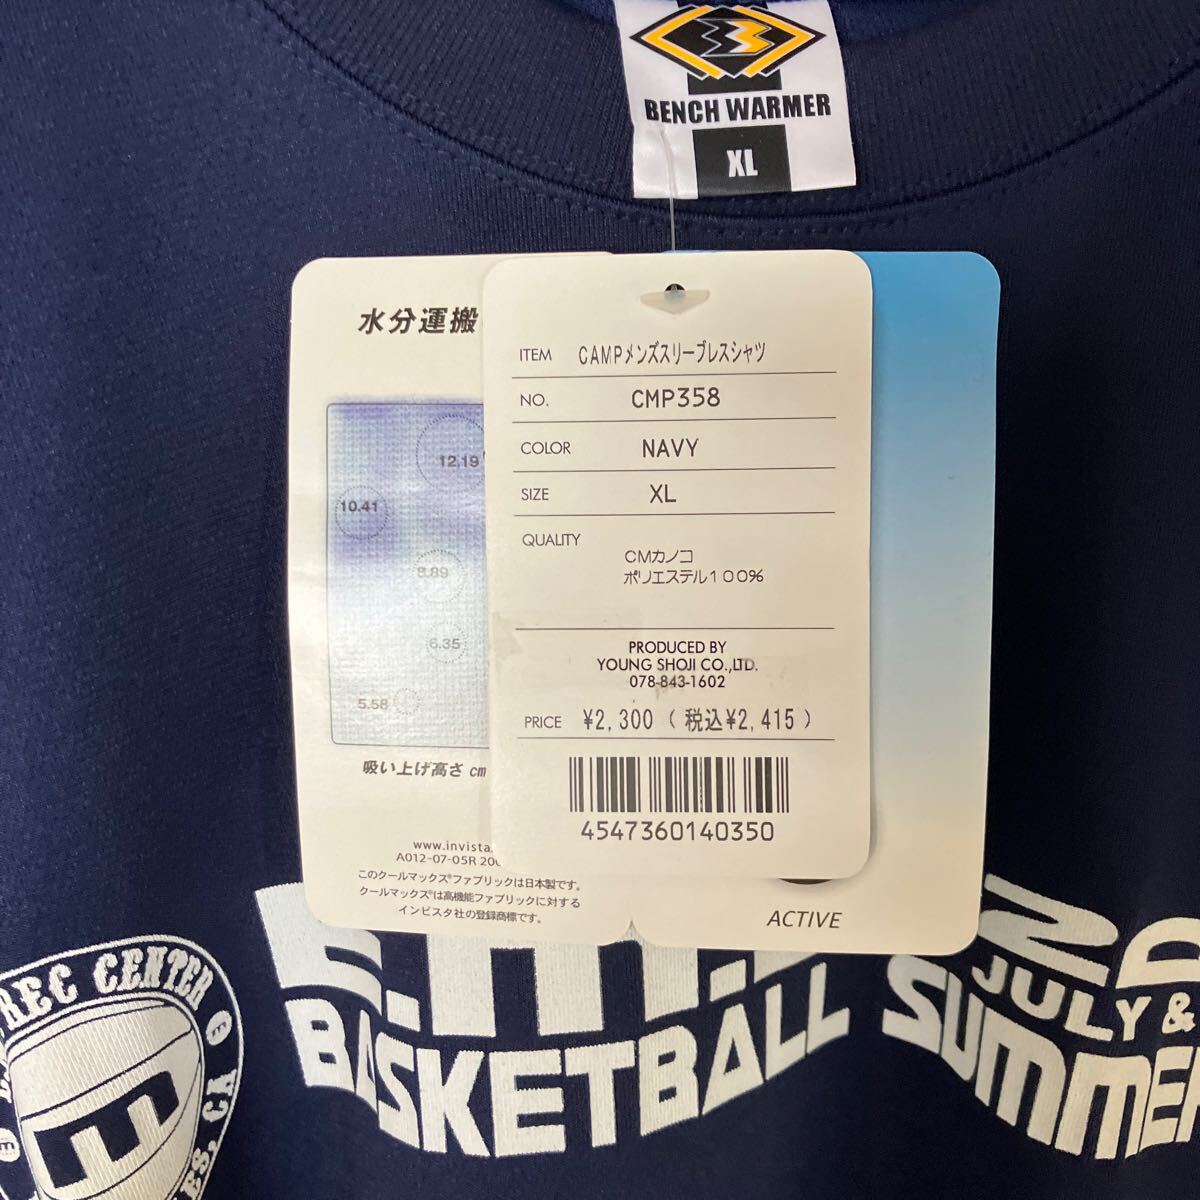 BENCH WARMER
XL
水分運搬
12.19
10.41
8.89
6.35
5.58
吸い上げ高さ cm
www.invista.
A012-07-05R 200
このクールマックス®ファブリックは日本製です。
クールマックス®は高機能ファブリックに対する
インビスタ社の登録商標です。
ITEM CAMPメンズスリーブレスシャツ
NO. CMP358
COLOR NAVY
SIZE XL
QUALITY
CMカノコ
ポリエステル100%
PRODUCED BY
YOUNG SHOJI CO.,LTD.
078-843-1602
PRICE ¥2,300 ( 税込¥2,415 )
4547360140350
ACTIVE
REC CENTER
CA
BASKETBALL
JULY &
SUMMER